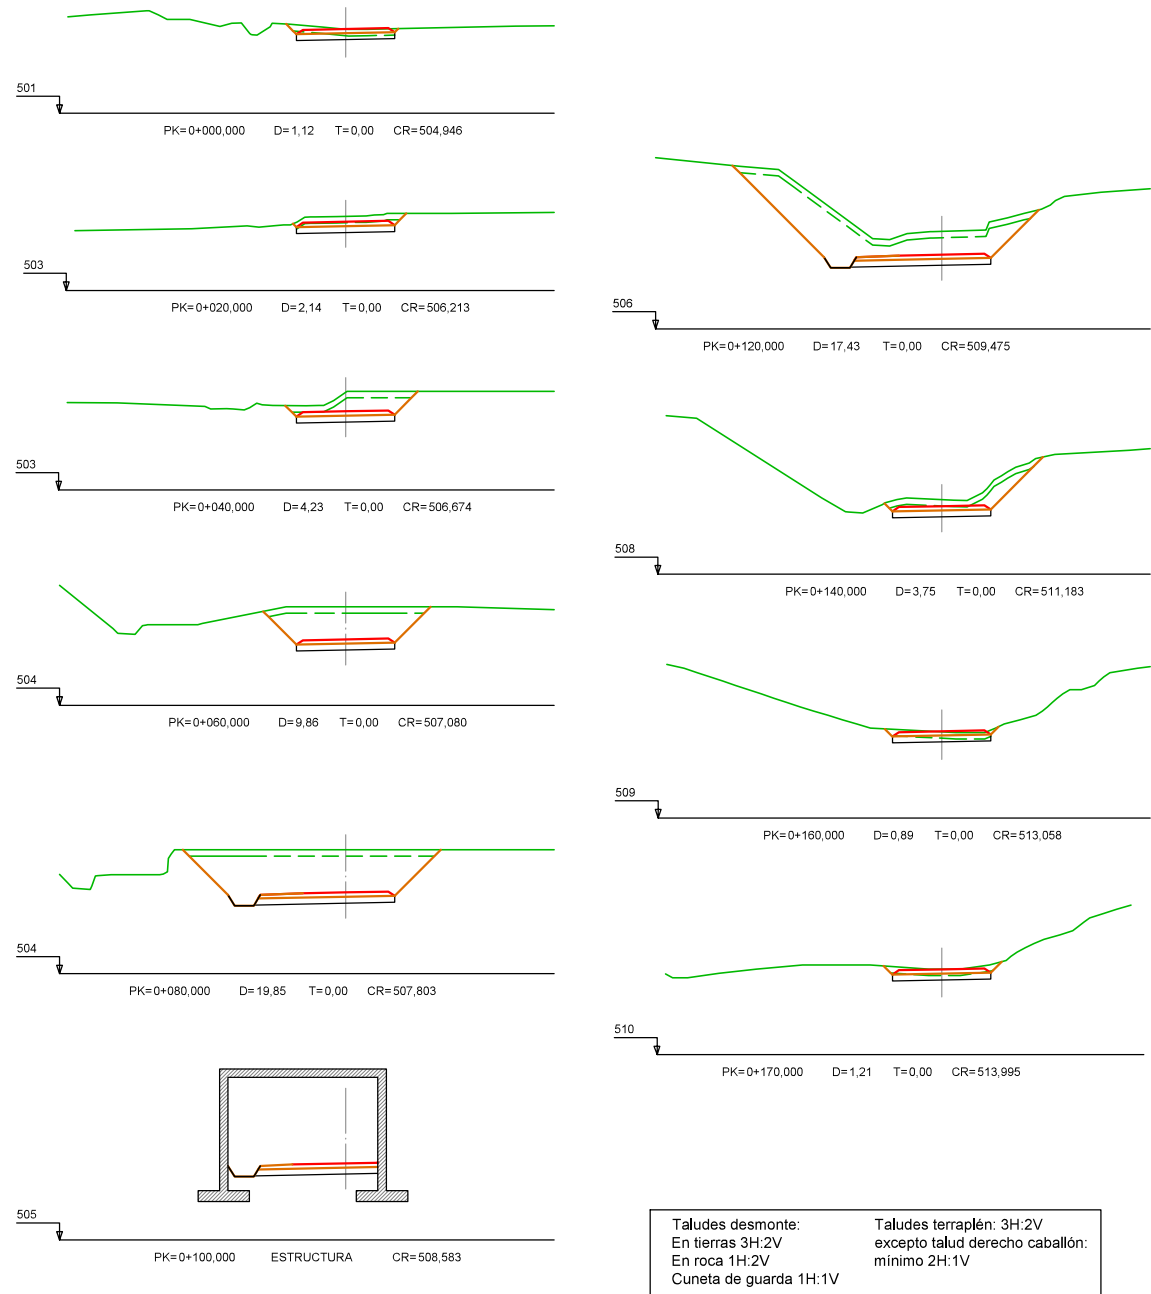 501
PK=0+000,000 D=1,12 T=0,00 CR=504,946
503
PK=0+020,000 D=2,14 T=0,00 CR=506,213
503
PK=0+040,000 D=4,23 T=0,00 CR=506,674
504
PK=0+060,000 D=9,86 T=0,00 CR=507,080
504
PK=0+080,000 D=19,85 T=0,00 CR=507,803
505
PK=0+100,000 ESTRUCTURA CR=508,583
506
PK=0+120,000 D=17,43 T=0,00 CR=509,475
508
PK=0+140,000 D=3,75 T=0,00 CR=511,183
509
PK=0+160,000 D=0,89 T=0,00 CR=513,058
510
PK=0+170,000 D=1,21 T=0,00 CR=513,995
Taludes desmonte:
En tierras 3H:2V
En roca 1H:2V
Cuneta de guarda 1H:1V
Taludes terraplén: 3H:2V
excepto talud derecho caballón:
mínimo 2H:1V